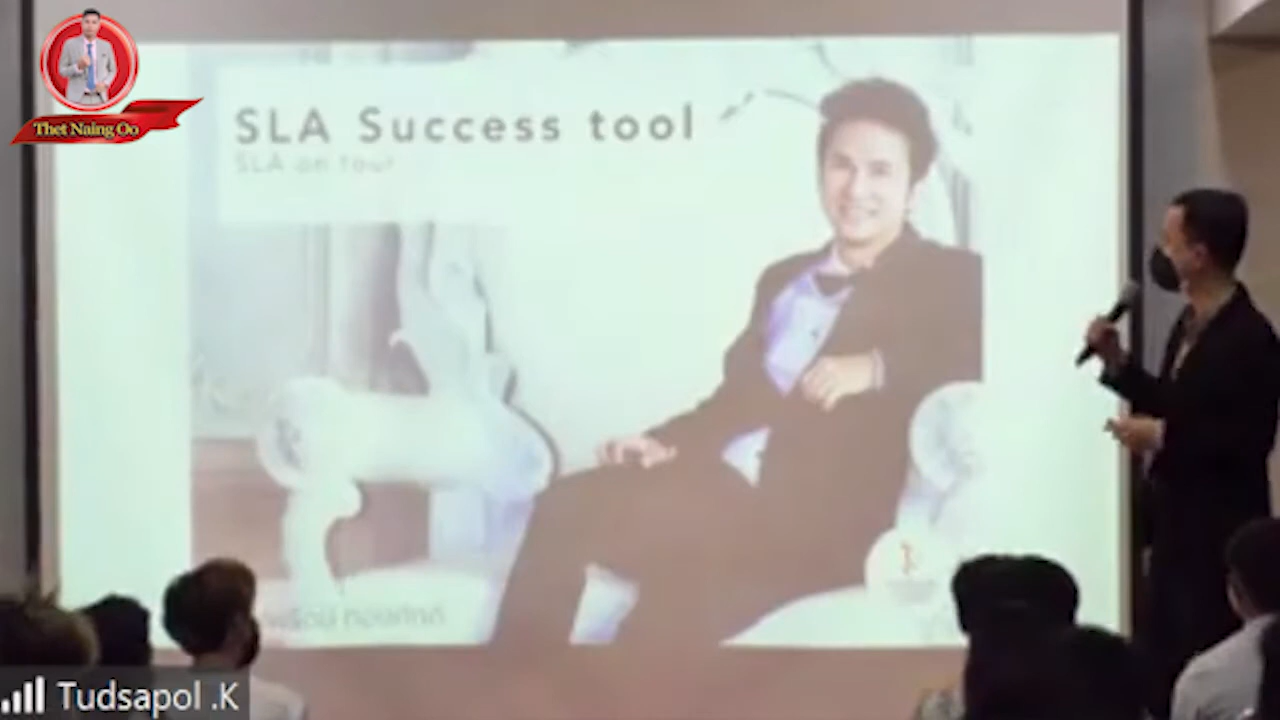 Thet Naing Oo
SLA Success tool
SLA on tour
Tudsapol .K